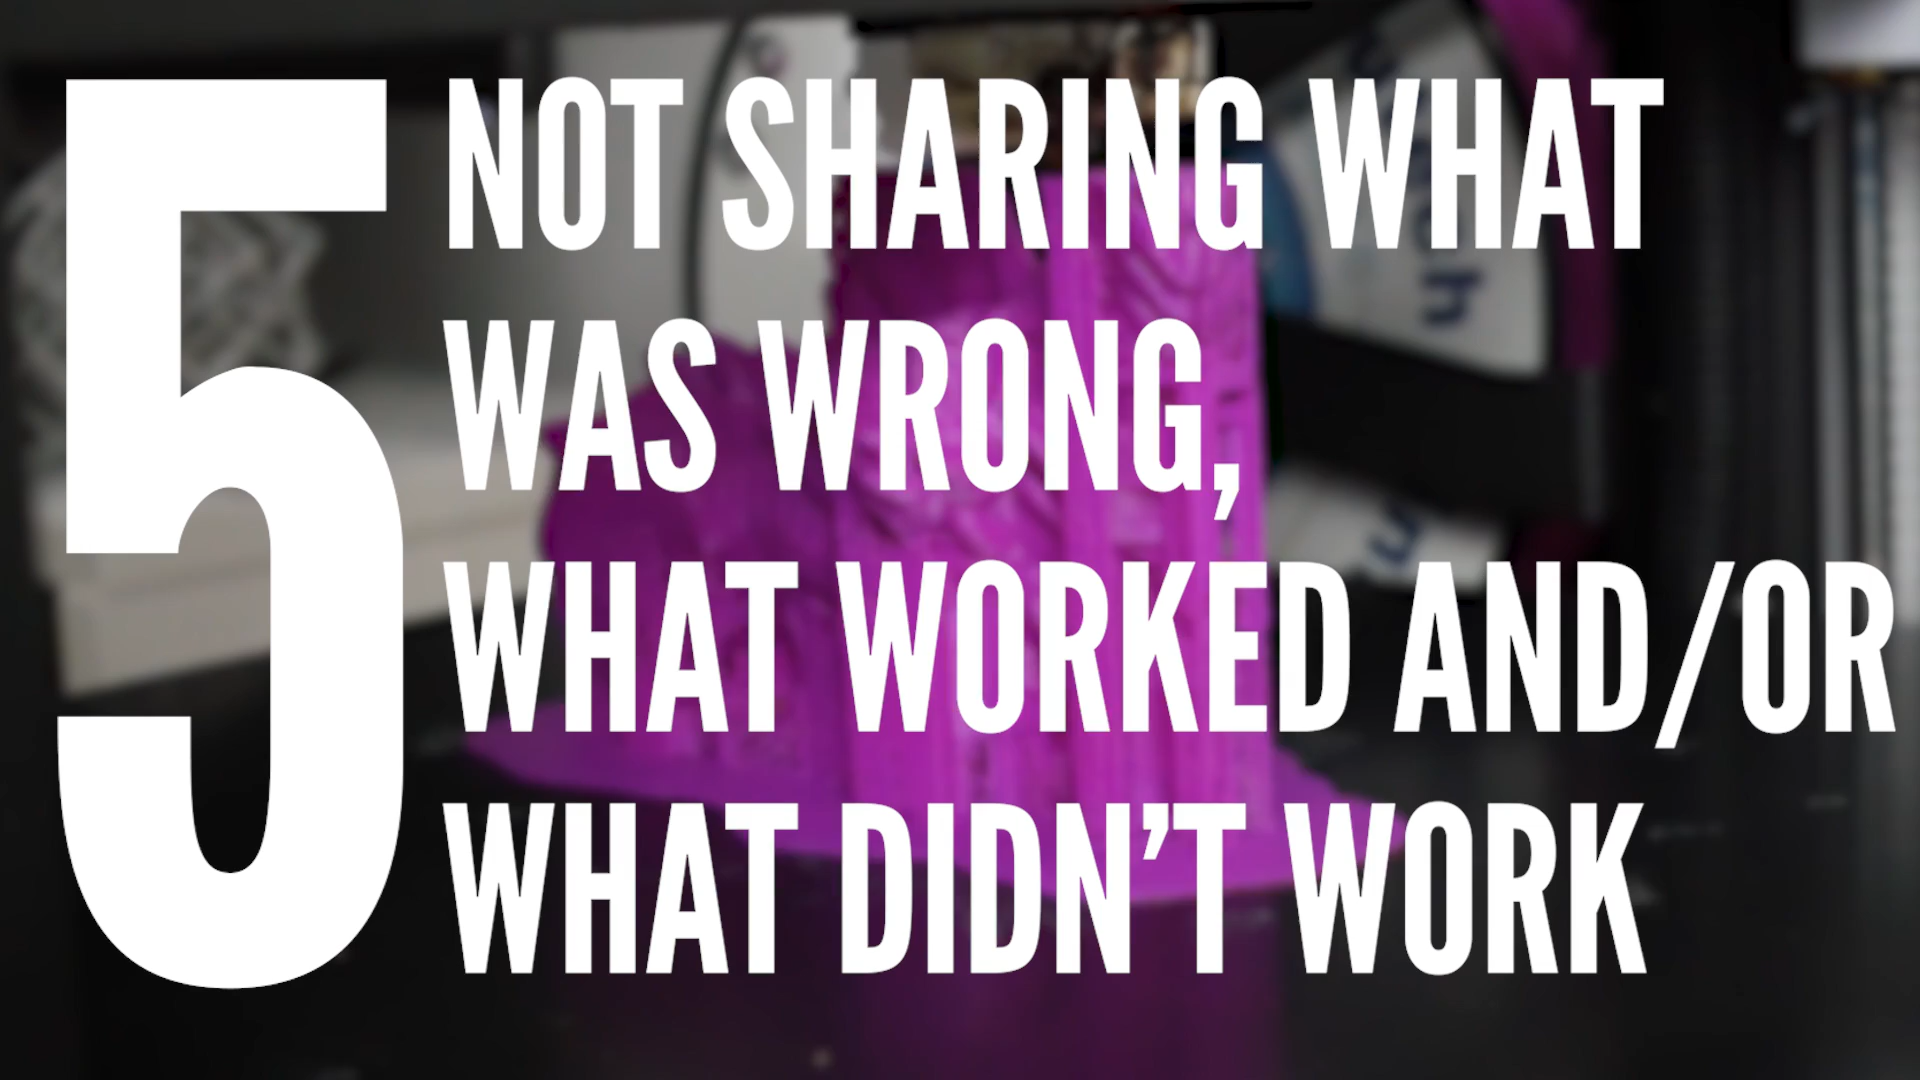 5
NOT SHARING WHAT
WAS WRONG,
WHAT WORKED AND/OR
WHAT DIDN’T WORK